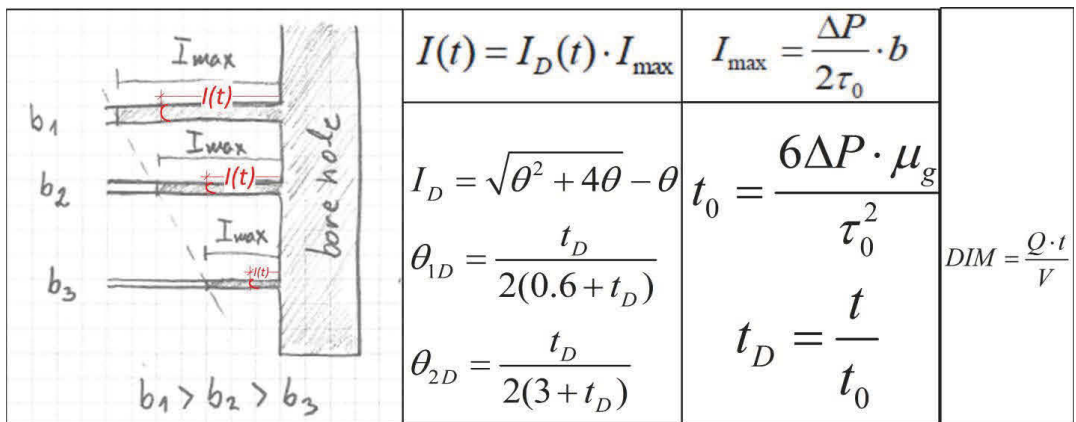 I max
I(t)
b1
I max
I(t)
b2
I max
I(t)
b3
bore hole
b1 > b2 > b3
I(t) = I_D(t) · I_max
I_max = ΔP / 2τ_0 · b
I_D = √(θ² + 4θ) − θ
θ_1D = t_D / 2(0.6 + t_D)
θ_2D = t_D / 2(3 + t_D)
t_0 = 6ΔP · μ_g / τ_0²
t_D = t / t_0
DIM = Q · t / V